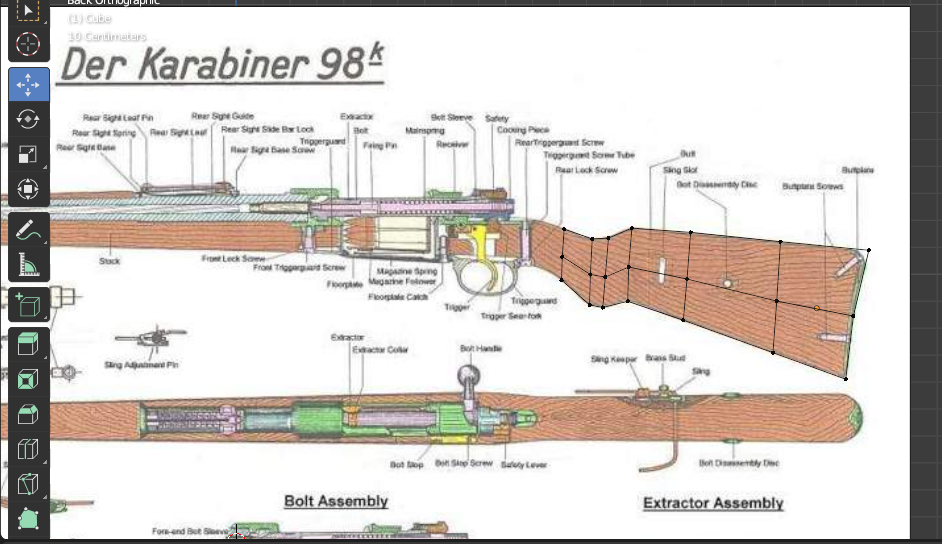 Back Orthographic
(1) Cube
10 Centimeters
Der Karabiner 98k
Rear Sight Leaf Pin
Rear Sight Guide
Rear Sight Spring
Rear Sight Leaf
Rear Sight Slide Bar Lock
Rear Sight Base
Rear Sight Base Screw
Triggerguard
Extractor
Bolt
Firing Pin
Mainspring
Bolt Sleeve
Receiver
Safety
Cocking Piece
RearTriggerguard Screw
Triggerguard Screw Tube
Rear Lock Screw
Butt
Sling Slot
Bolt Disassembly Disc
Buttplate
Buttplate Screws
Stock
Front Lock Screw
Front Triggerguard Screw
Floorplate
Magazine Spring
Magazine Follower
Floorplate Catch
Trigger
Trigger Sear-fork
Triggerguard
Sling Adjustment Pin
Extractor
Extractor Collar
Bolt Handle
Sling Keeper
Brass Stud
Sling
Bolt Stop
Bolt Stop Screw
Safety Lever
Bolt Disassembly Disc
Bolt Assembly
Extractor Assembly
Fore-end Bolt Sleeve